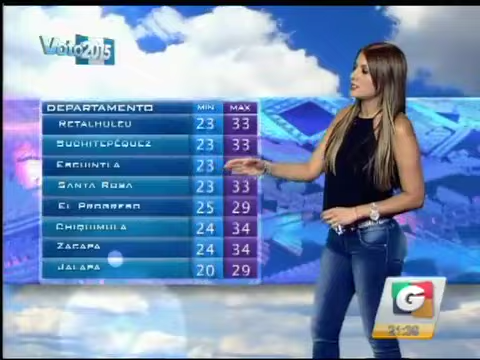 Voto2015
DEPARTAMENTO MIN MAX
RETALHULEU 23 33
SUCHITEPÉQUEZ 23 33
ESCUINTLA 23
SANTA ROSA 23 33
EL PROGRESO 25 29
CHIQUIMULA 24 34
ZACAPA 24 34
JALAPA 20 29
G
21:36